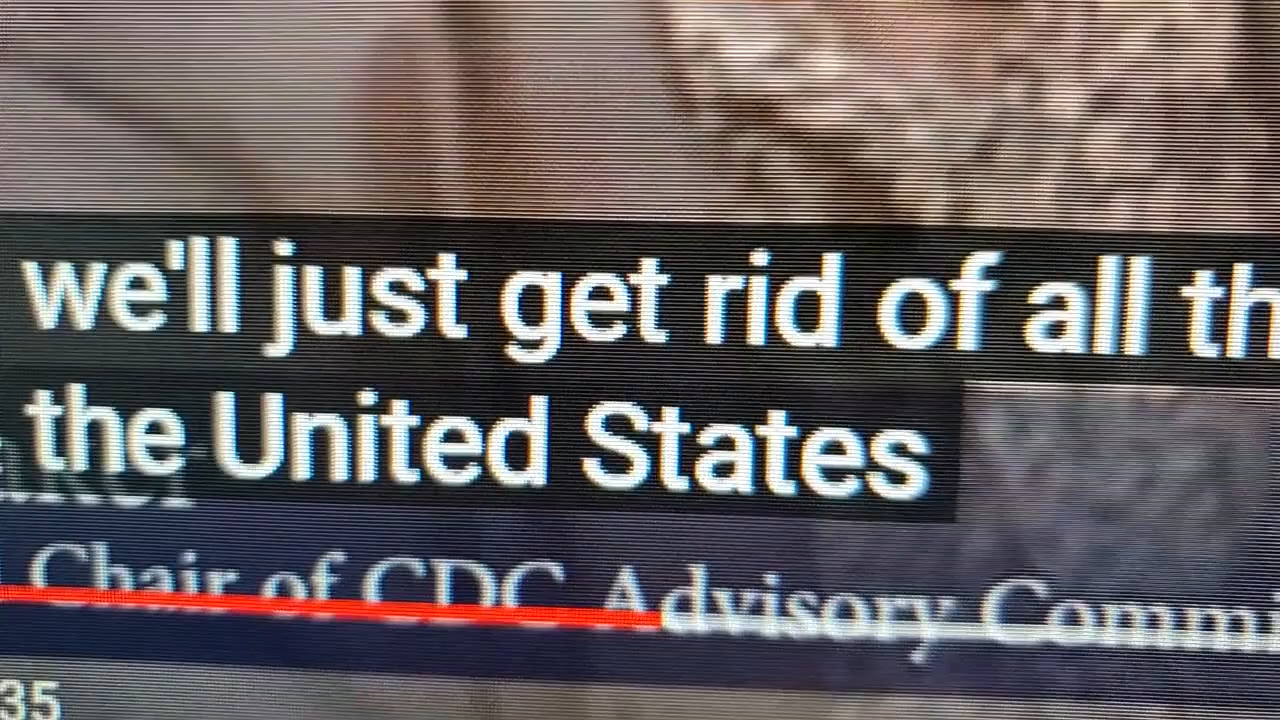 we'll just get rid of all th
the United States
Chair of CDC Advisory Commi
35